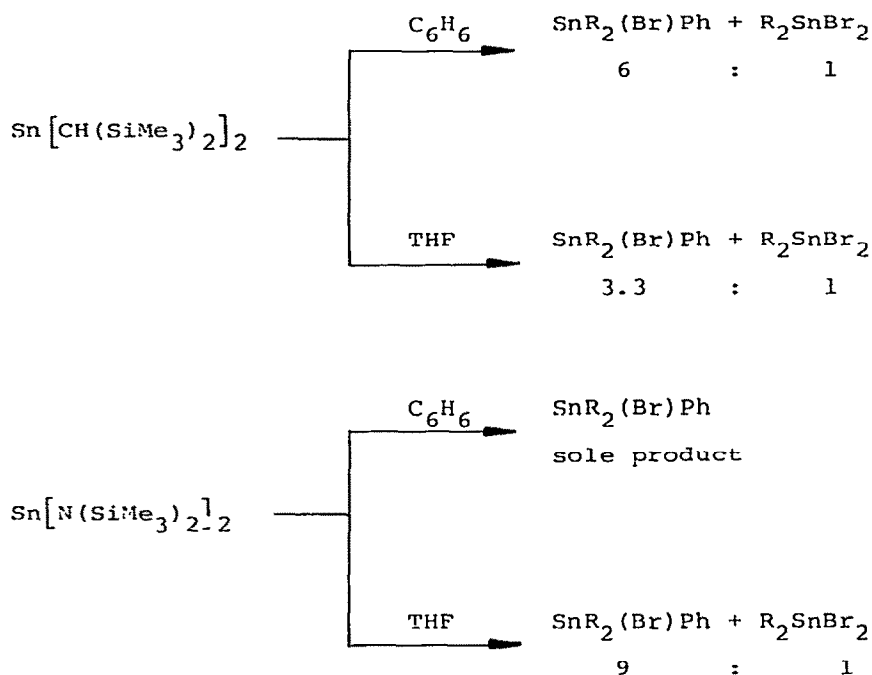 C6H6
SnR2(Br)Ph + R2SnBr2
6 : 1
Sn[CH(SiMe3)2]2
THF
SnR2(Br)Ph + R2SnBr2
3.3 : 1
C6H6
SnR2(Br)Ph
sole product
Sn[N(SiMe3)2]2
THF
SnR2(Br)Ph + R2SnBr2
9 : 1